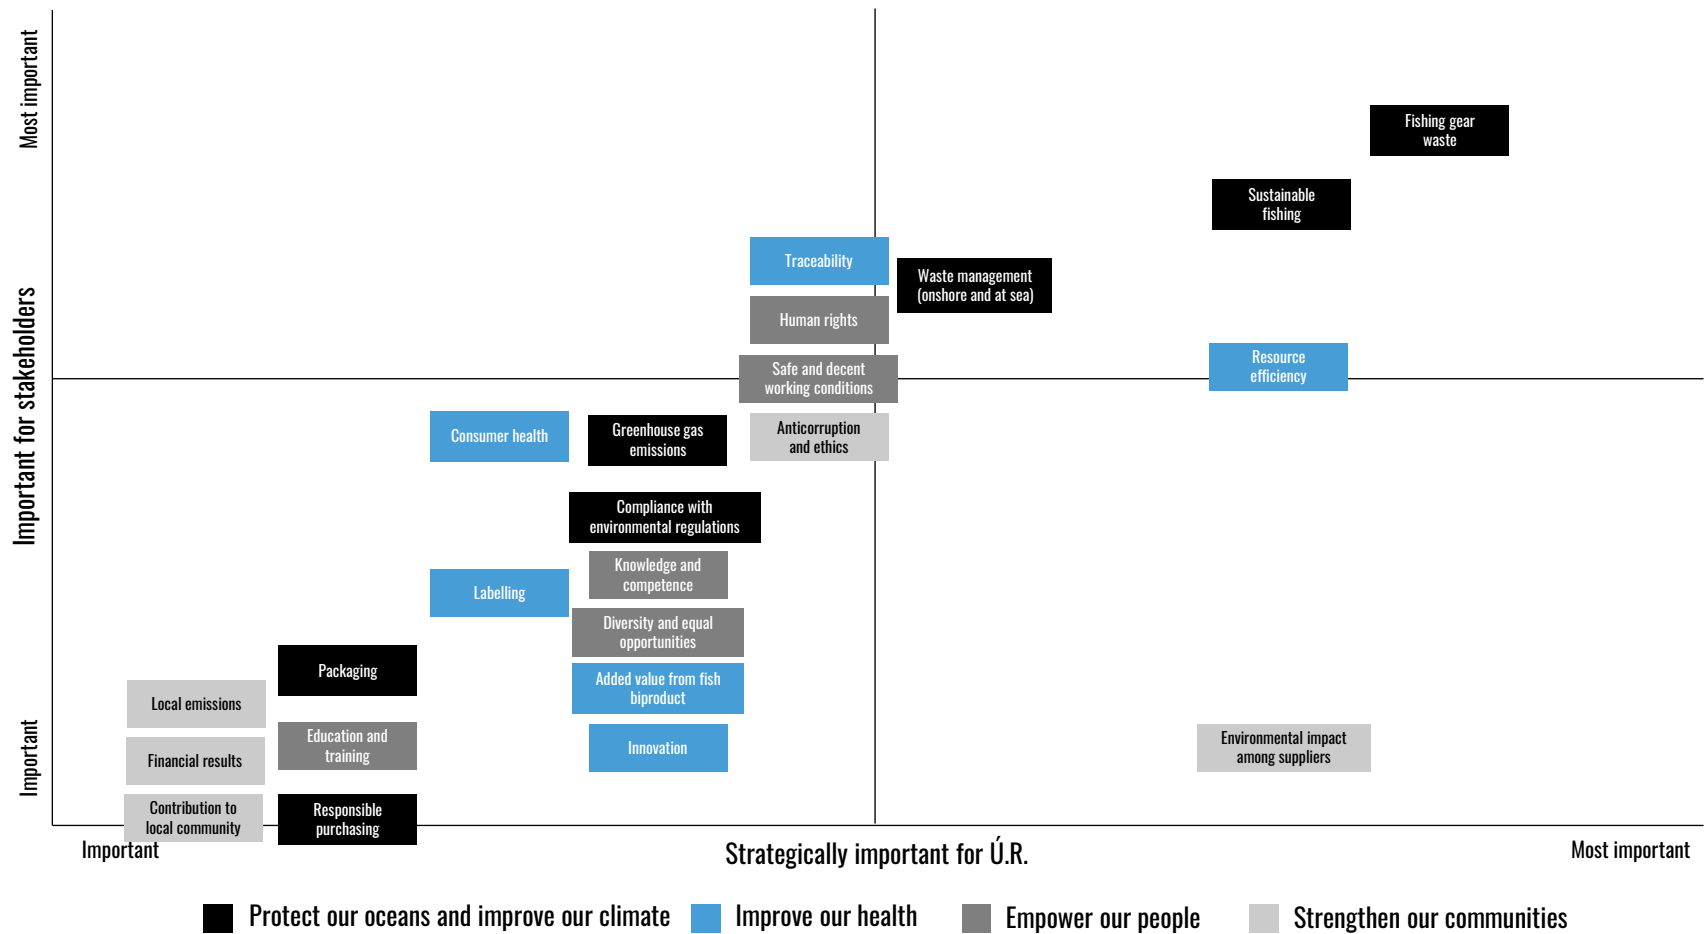 Most important
Important for stakeholders
Important
Fishing gear
waste
Sustainable
fishing
Traceability
Waste management
(onshore and at sea)
Human rights
Safe and decent
working conditions
Resource
efficiency
Consumer health
Greenhouse gas
emissions
Anticorruption
and ethics
Compliance with
environmental regulations
Knowledge and
competence
Labelling
Diversity and equal
opportunities
Packaging
Added value from fish
biproduct
Local emissions
Education and
training
Innovation
Environmental impact
among suppliers
Financial results
Contribution to
local community
Responsible
purchasing
Important
Strategically important for Ú.R.
Most important
Protect our oceans and improve our climate
Improve our health
Empower our people
Strengthen our communities